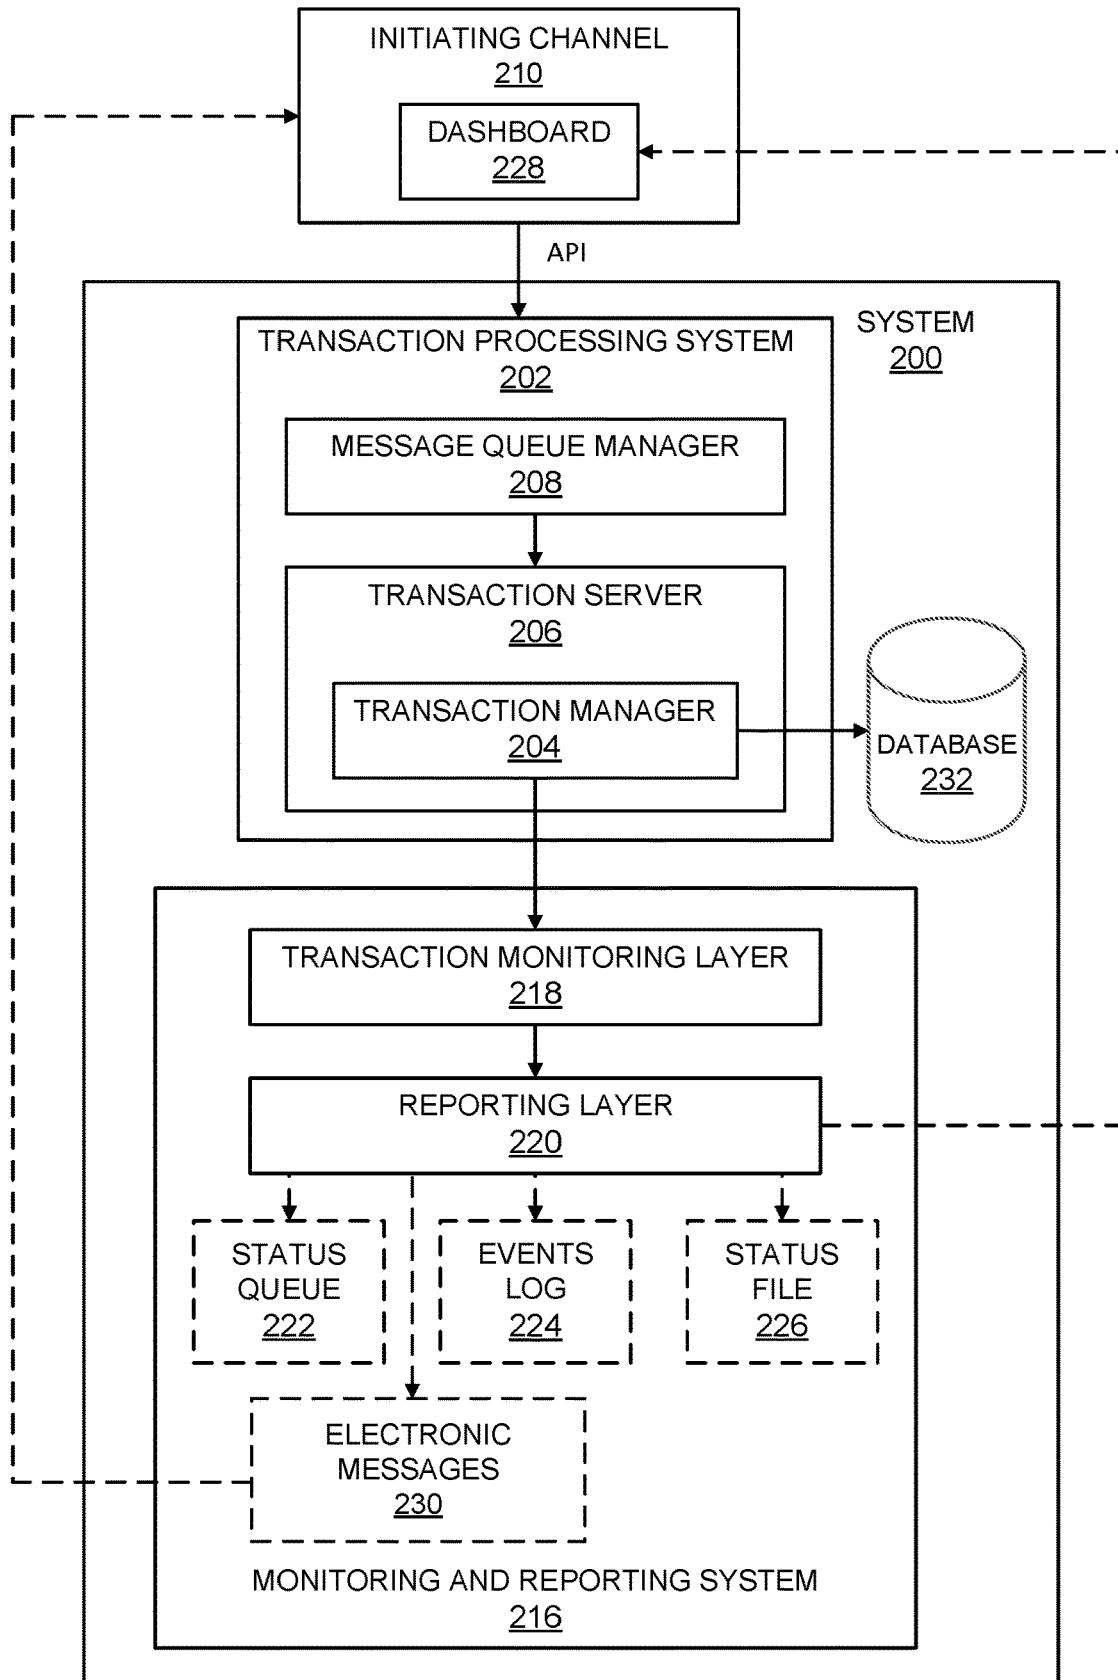 INITIATING CHANNEL
210
DASHBOARD
228
API
SYSTEM
200
TRANSACTION PROCESSING SYSTEM
202
MESSAGE QUEUE MANAGER
208
TRANSACTION SERVER
206
TRANSACTION MANAGER
204
DATABASE
232
TRANSACTION MONITORING LAYER
218
REPORTING LAYER
220
STATUS
QUEUE
222
EVENTS
LOG
224
STATUS
FILE
226
ELECTRONIC
MESSAGES
230
MONITORING AND REPORTING SYSTEM
216